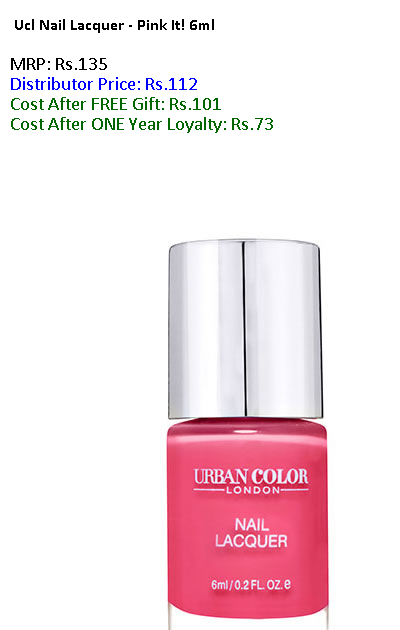 Ucl Nail Lacquer - Pink It! 6ml
MRP: Rs.135
Distributor Price: Rs.112
Cost After FREE Gift: Rs.101
Cost After ONE Year Loyalty: Rs.73
URBAN COLOR
LONDON
NAIL
LACQUER
6ml/0.2 FL. OZ. e